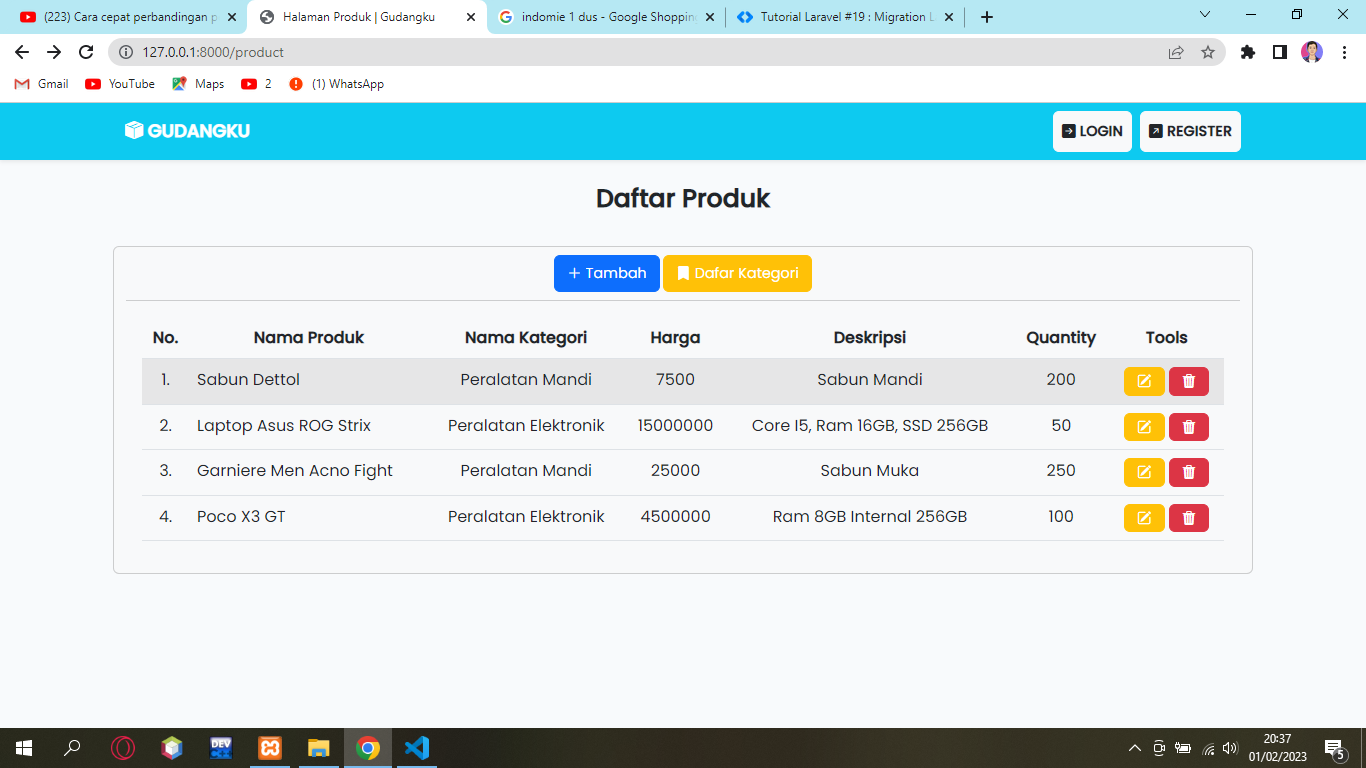 (223) Cara cepat perbandingan p
Halaman Produk | Gudangku
indomie 1 dus - Google Shoppin
Tutorial Laravel #19 : Migration L
127.0.0.1:8000/product
Gmail
YouTube
Maps
2
(1) WhatsApp
GUDANGKU
LOGIN
REGISTER
Daftar Produk
+ Tambah
Dafar Kategori
No. Nama Produk Nama Kategori Harga Deskripsi Quantity Tools
1. Sabun Dettol Peralatan Mandi 7500 Sabun Mandi 200
2. Laptop Asus ROG Strix Peralatan Elektronik 15000000 Core I5, Ram 16GB, SSD 256GB 50
3. Garniere Men Acno Fight Peralatan Mandi 25000 Sabun Muka 250
4. Poco X3 GT Peralatan Elektronik 4500000 Ram 8GB Internal 256GB 100
DEV
C++
20:37
01/02/2023
5